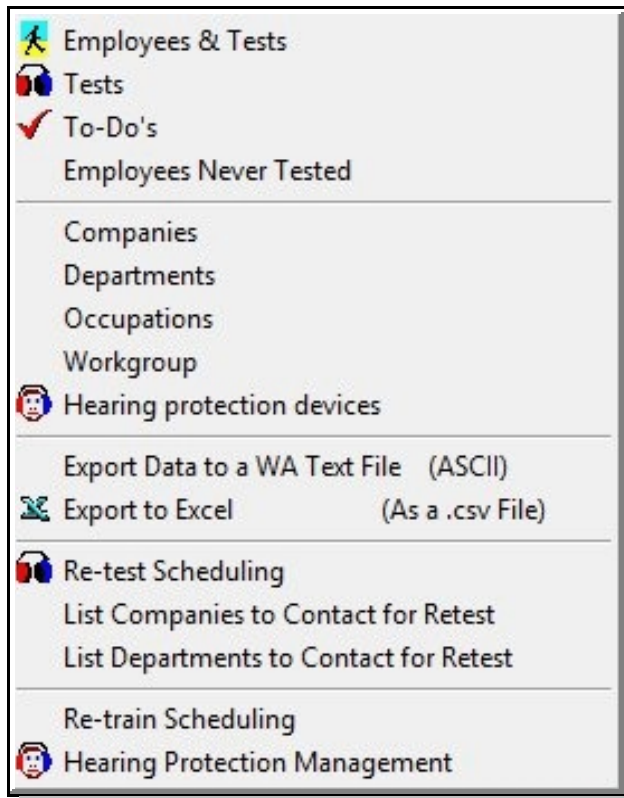 Employees & Tests
Tests
To-Do's
Employees Never Tested
Companies
Departments
Occupations
Workgroup
Hearing protection devices
Export Data to a WA Text File (ASCII)
Export to Excel (As a .csv File)
Re-test Scheduling
List Companies to Contact for Retest
List Departments to Contact for Retest
Re-train Scheduling
Hearing Protection Management